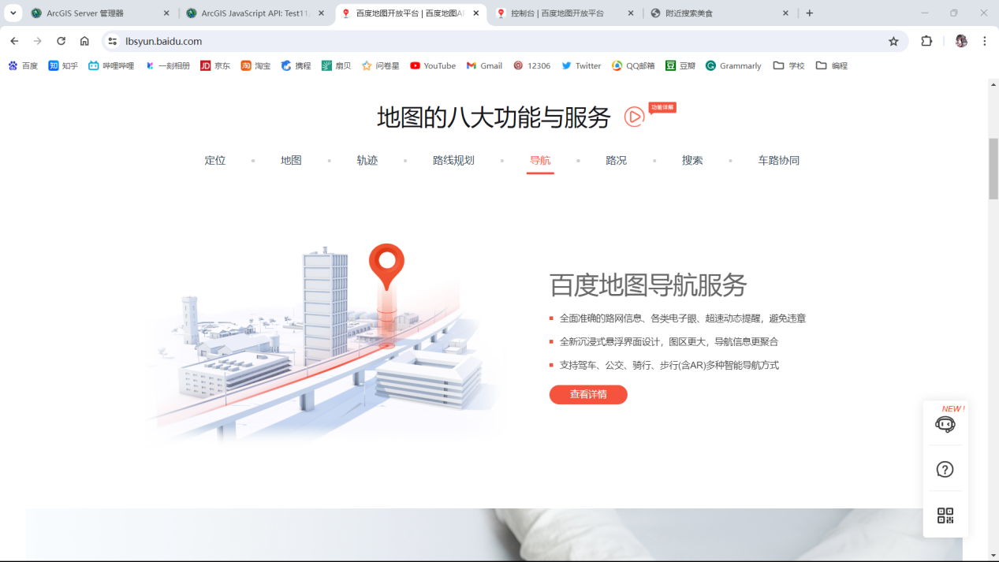 ArcGIS Server 管理器
ArcGIS JavaScript API: Test11.
百度地图开放平台 | 百度地图AP
控制台 | 百度地图开放平台
附近搜索美食
lbsyun.baidu.com
百度 知乎 哔哩哔哩 一刻相册 京东 淘宝 携程 扇贝 问卷星 YouTube Gmail 12306 Twitter QQ邮箱 豆瓣 Grammarly 学校 编程
地图的八大功能与服务 功能详解
定位 地图 轨迹 路线规划 导航 路况 搜索 车路协同
百度地图导航服务
全面准确的路网信息、各类电子眼、超速动态提醒，避免违章
全新沉浸式悬浮界面设计，图区更大，导航信息更聚合
支持驾车、公交、骑行、步行(含AR)多种智能导航方式
查看详情
NEW !